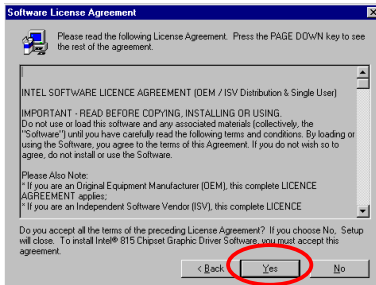 Software License Agreement
Please read the following License Agreement. Press the PAGE DOWN key to see
the rest of the agreement.
INTEL SOFTWARE LICENCE AGREEMENT (OEM / ISV Distribution & Single User)
IMPORTANT - READ BEFORE COPYING, INSTALLING OR USING.
Do not use or load this software and any associated materials (collectively, the
"Software") until you have carefully read the following terms and conditions. By loading or
using the Software, you agree to the terms of this Agreement. If you do not wish to so
agree, do not install or use the Software.
Please Also Note:
* If you are an Original Equipment Manufacturer (OEM), this complete LICENCE
AGREEMENT applies;
* If you are an Independent Software Vendor (ISV), this complete LICENCE
Do you accept all the terms of the preceding License Agreement? If you choose No, Setup
will close. To install Intel® 815 Chipset Graphic Driver Software, you must accept this
agreement.
< Back Yes No